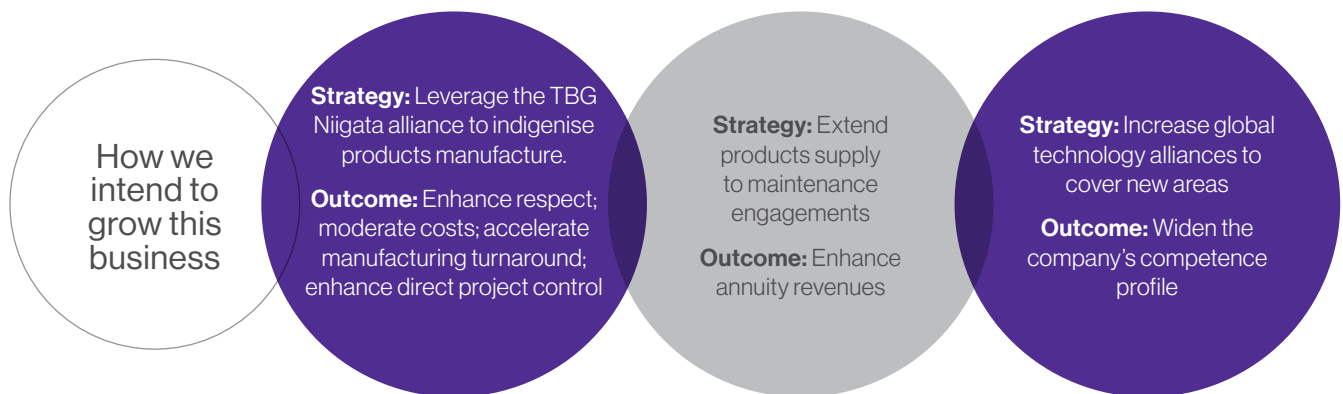 How we
intend to
grow this
business
Strategy: Leverage the TBG
Niigata alliance to indigenise
products manufacture.
Outcome: Enhance respect;
moderate costs; accelerate
manufacturing turnaround;
enhance direct project control
Strategy: Extend
products supply
to maintenance
engagements
Outcome: Enhance
annuity revenues
Strategy: Increase global
technology alliances to
cover new areas
Outcome: Widen the
company’s competence
profile